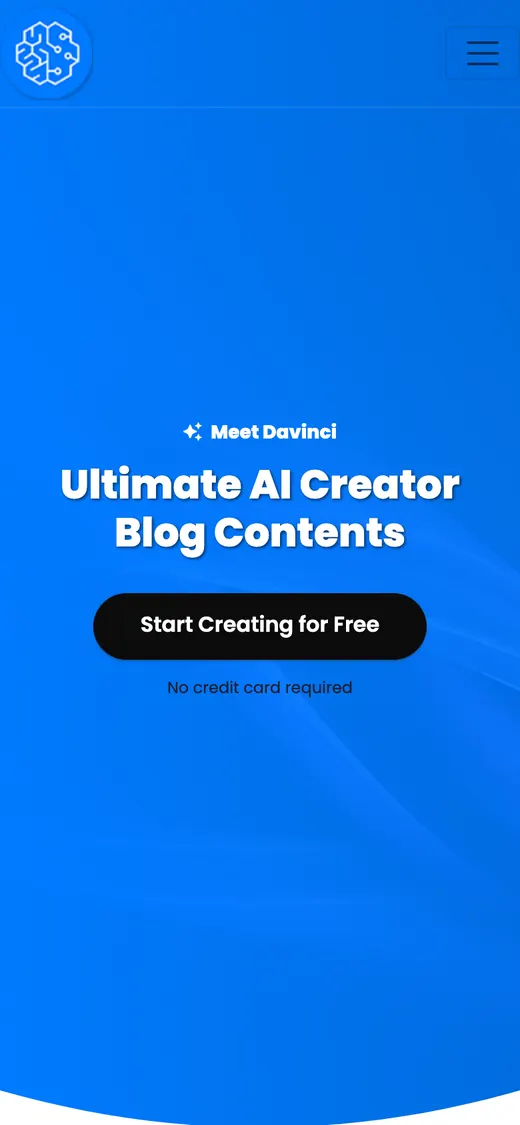 Meet Davinci
Ultimate AI Creator
Blog Contents
Start Creating for Free
No credit card required